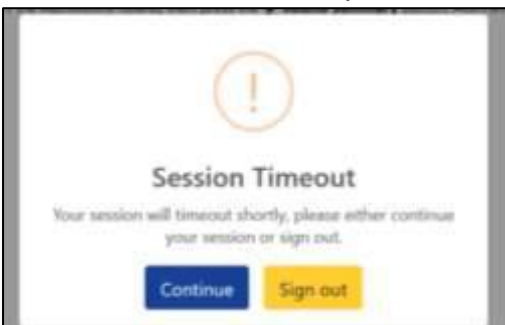 !
Session Timeout
Your session will timeout shortly, please either continue
your session or sign out.
Continue
Sign out